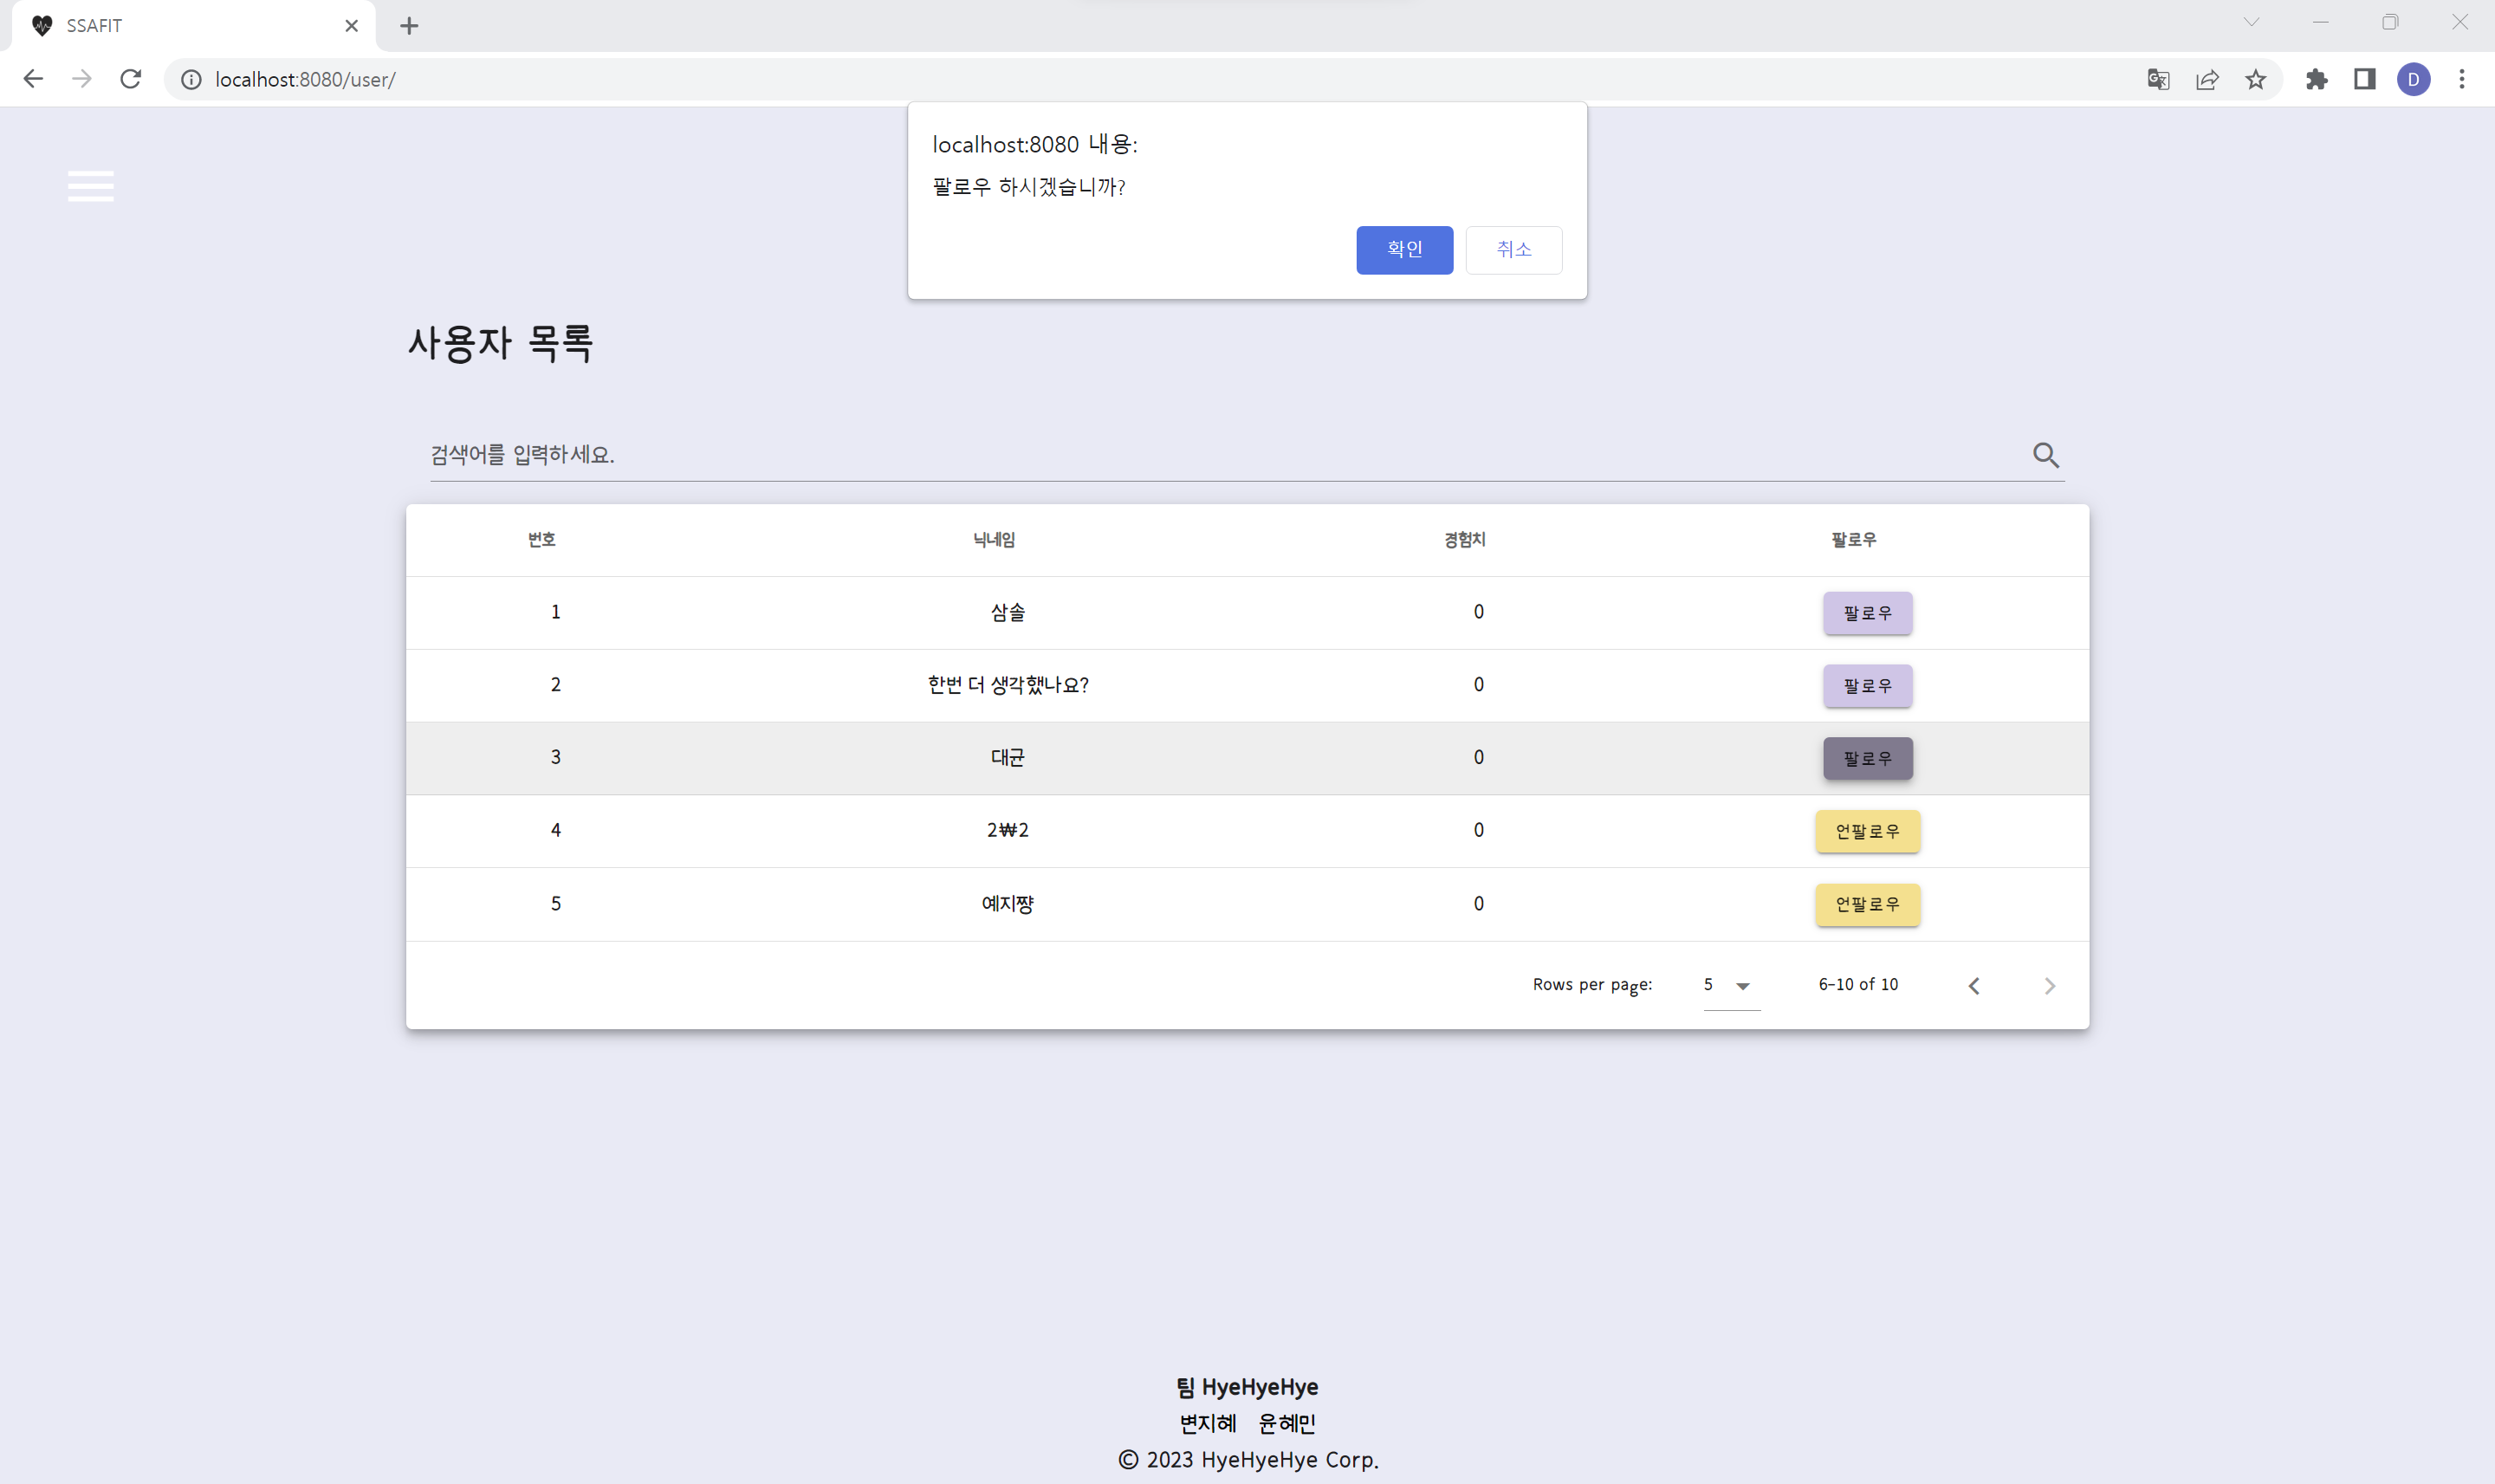 SSAFIT
localhost:8080/user/
D
localhost:8080 내용:
팔로우 하시겠습니까?
확인 취소
사용자 목록
검색어를 입력하세요.
번호 닉네임 경험치 팔로우
1 삼솔 0 팔로우
2 한번 더 생각했나요? 0 팔로우
3 대균 0 팔로우
4 2₩2 0 언팔로우
5 예지쨩 0 언팔로우
Rows per page: 5 6-10 of 10
팀 HyeHyeHye
변지혜 윤혜민
© 2023 HyeHyeHye Corp.